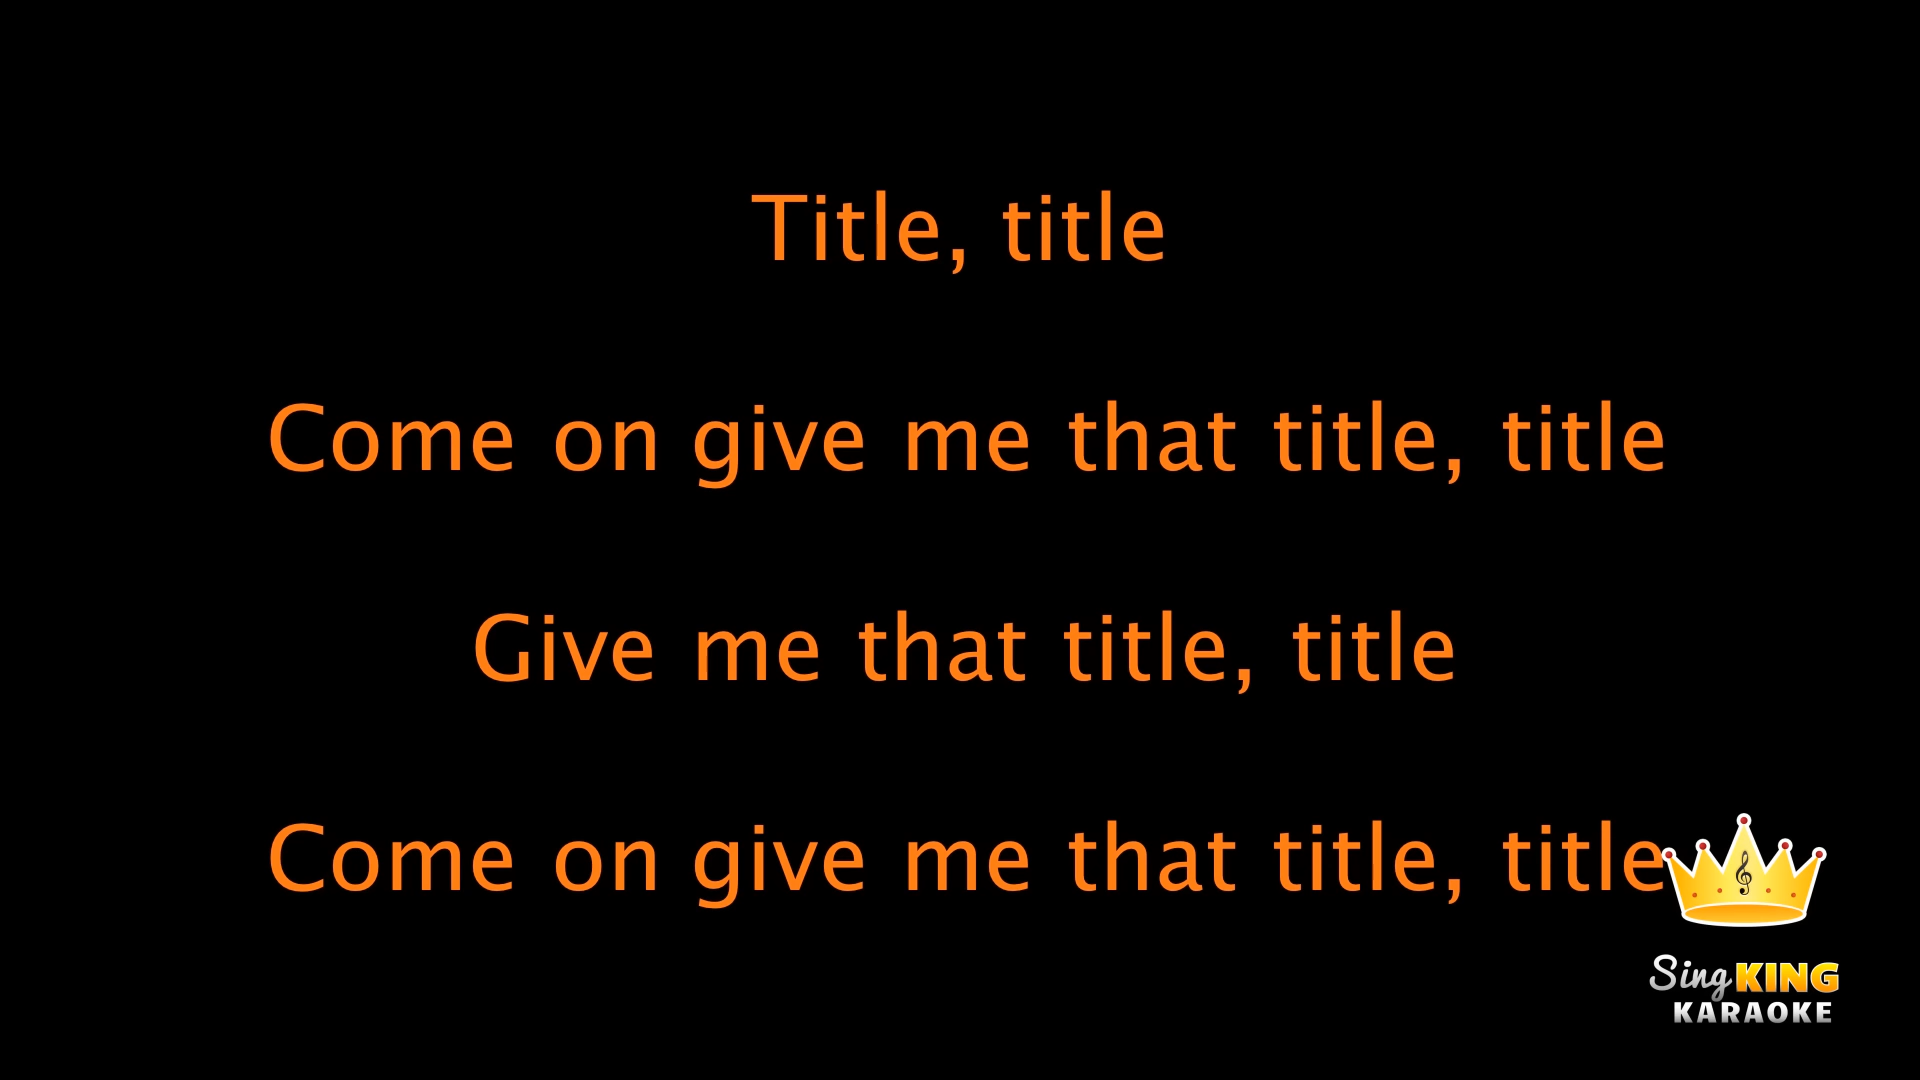 Title, title
Come on give me that title, title
Give me that title, title
Come on give me that title, title
Sing KING
KARAOKE